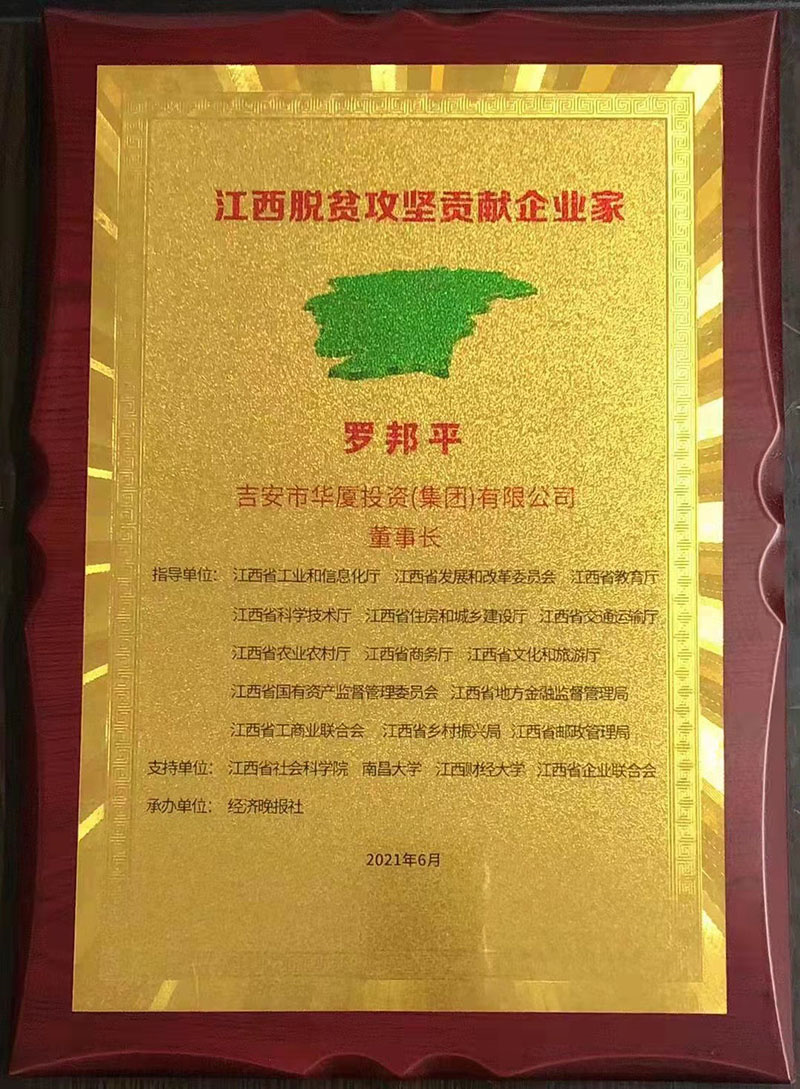 江西脱贫攻坚贡献企业家
罗邦平
吉安市华厦投资(集团)有限公司
董事长
指导单位： 江西省工业和信息化厅 江西省发展和改革委员会 江西省教育厅
江西省科学技术厅 江西省住房和城乡建设厅 江西省交通运输厅
江西省农业农村厅 江西省商务厅 江西省文化和旅游厅
江西省国有资产监督管理委员会 江西省地方金融监督管理局
江西省工商业联合会 江西省乡村振兴局 江西省邮政管理局
支持单位： 江西省社会科学院 南昌大学 江西财经大学 江西省企业联合会
承办单位： 经济晚报社
2021年6月